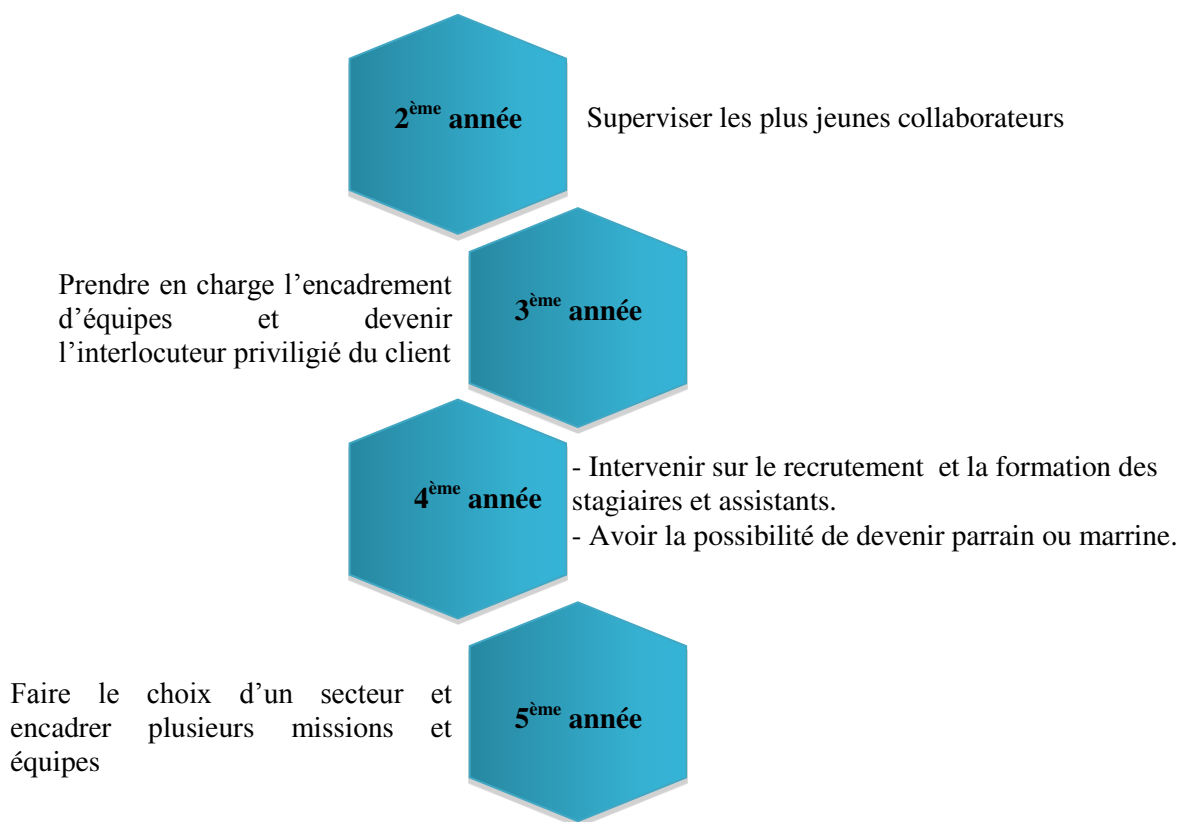 2ème année
Superviser les plus jeunes collaborateurs
Prendre en charge l’encadrement
d’équipes et devenir
l’interlocuteur priviligié du client
3ème année
4ème année
- Intervenir sur le recrutement et la formation des
stagiaires et assistants.
- Avoir la possibilité de devenir parrain ou marrine.
Faire le choix d’un secteur et
encadrer plusieurs missions et
équipes
5ème année